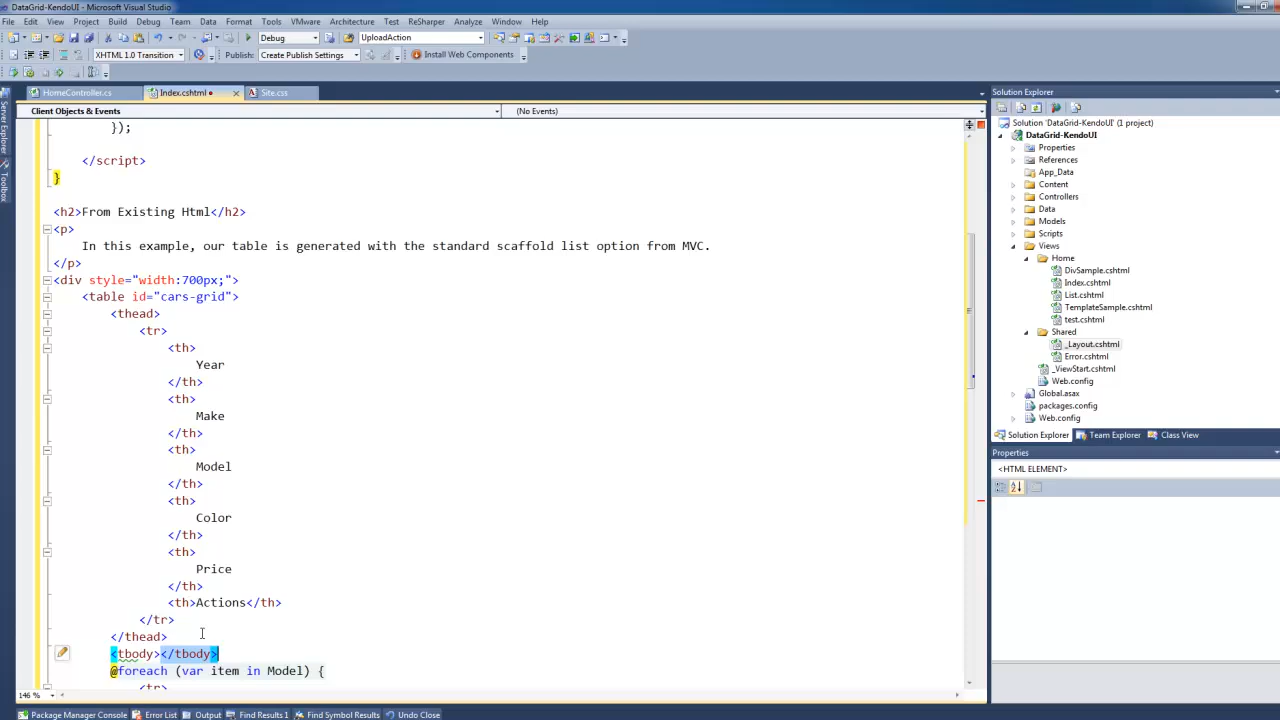 DataGrid-KendoUI - Microsoft Visual Studio
File Edit View Project Build Debug Team Data Format Tools VMware Architecture Test ReSharper Analyze Window Help
Debug UploadAction
XHTML 1.0 Transition Publish: Create Publish Settings Install Web Components
HomeController.cs Index.cshtml Site.css
Client Objects & Events (No Events)
});
</script>
}
<h2>From Existing Html</h2>
<p>
In this example, our table is generated with the standard scaffold list option from MVC.
</p>
<div style="width:700px;">
<table id="cars-grid">
<thead>
<tr>
<th>
Year
</th>
<th>
Make
</th>
<th>
Model
</th>
<th>
Color
</th>
<th>
Price
</th>
<th>Actions</th>
</tr>
</thead>
<tbody></tbody>
@foreach (var item in Model) {
<tr>
146 %
Server Explorer
Toolbox
Solution Explorer
Solution 'DataGrid-KendoUI' (1 project)
DataGrid-KendoUI
Properties
References
App_Data
Content
Controllers
Data
Models
Scripts
Views
Home
DivSample.cshtml
Index.cshtml
List.cshtml
TemplateSample.cshtml
test.cshtml
Shared
_Layout.cshtml
Error.cshtml
_ViewStart.cshtml
Web.config
Global.asax
packages.config
Web.config
Solution Explorer Team Explorer Class View
Properties
<HTML ELEMENT>
Package Manager Console Error List Output Find Results 1 Find Symbol Results Undo Close